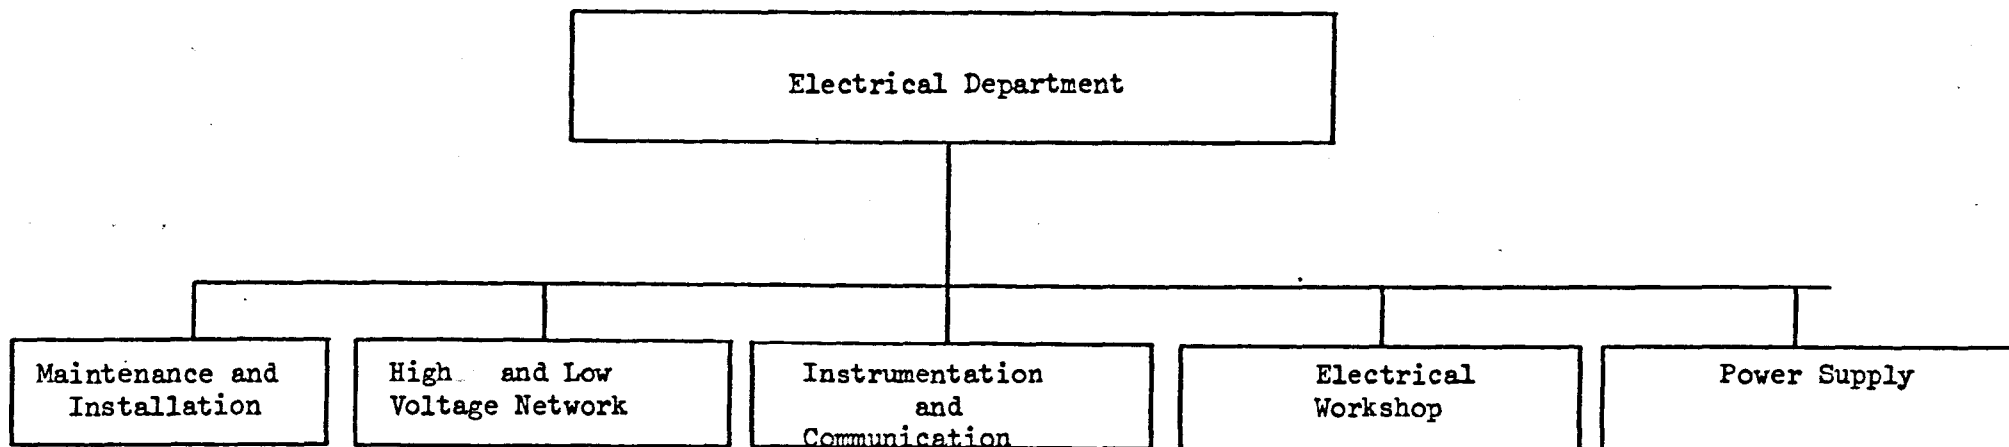 Electrical Department
Maintenance and
Installation
High and Low
Voltage Network
Instrumentation
and
Communication
Electrical
Workshop
Power Supply